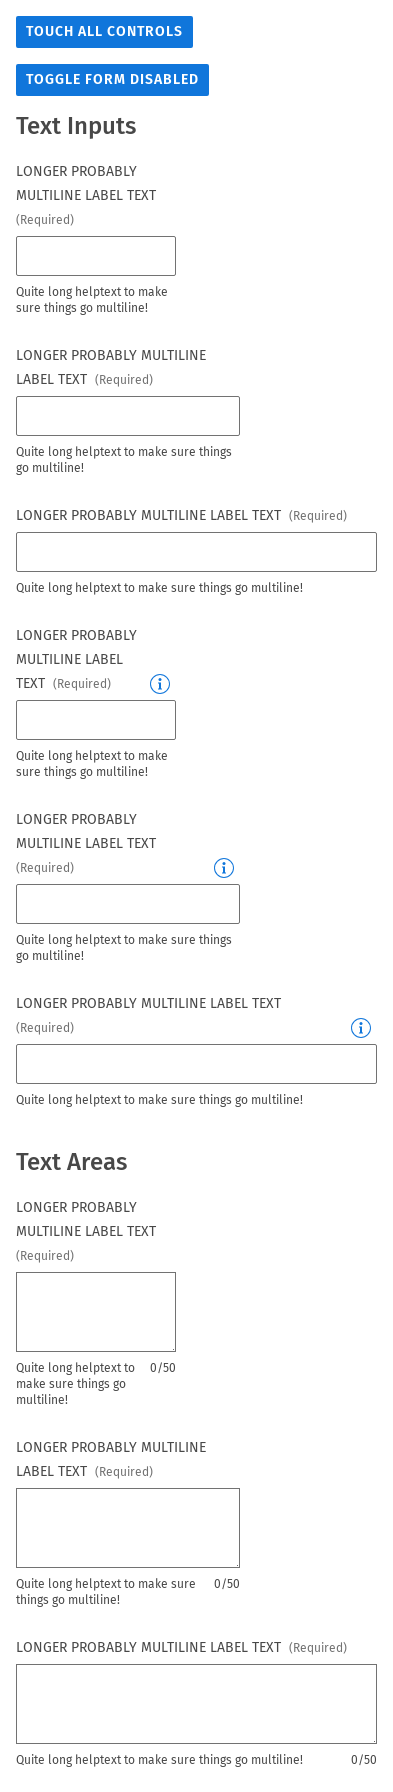 TOUCH ALL CONTROLS
TOGGLE FORM DISABLED
Text Inputs
LONGER PROBABLY
MULTILINE LABEL TEXT
(Required)
Quite long helptext to make
sure things go multiline!
LONGER PROBABLY MULTILINE
LABEL TEXT (Required)
Quite long helptext to make sure things
go multiline!
LONGER PROBABLY MULTILINE LABEL TEXT (Required)
Quite long helptext to make sure things go multiline!
LONGER PROBABLY
MULTILINE LABEL
TEXT (Required)
Quite long helptext to make
sure things go multiline!
LONGER PROBABLY
MULTILINE LABEL TEXT
(Required)
Quite long helptext to make sure things
go multiline!
LONGER PROBABLY MULTILINE LABEL TEXT
(Required)
Quite long helptext to make sure things go multiline!
Text Areas
LONGER PROBABLY
MULTILINE LABEL TEXT
(Required)
Quite long helptext to 0/50
make sure things go
multiline!
LONGER PROBABLY MULTILINE
LABEL TEXT (Required)
Quite long helptext to make sure 0/50
things go multiline!
LONGER PROBABLY MULTILINE LABEL TEXT (Required)
Quite long helptext to make sure things go multiline! 0/50